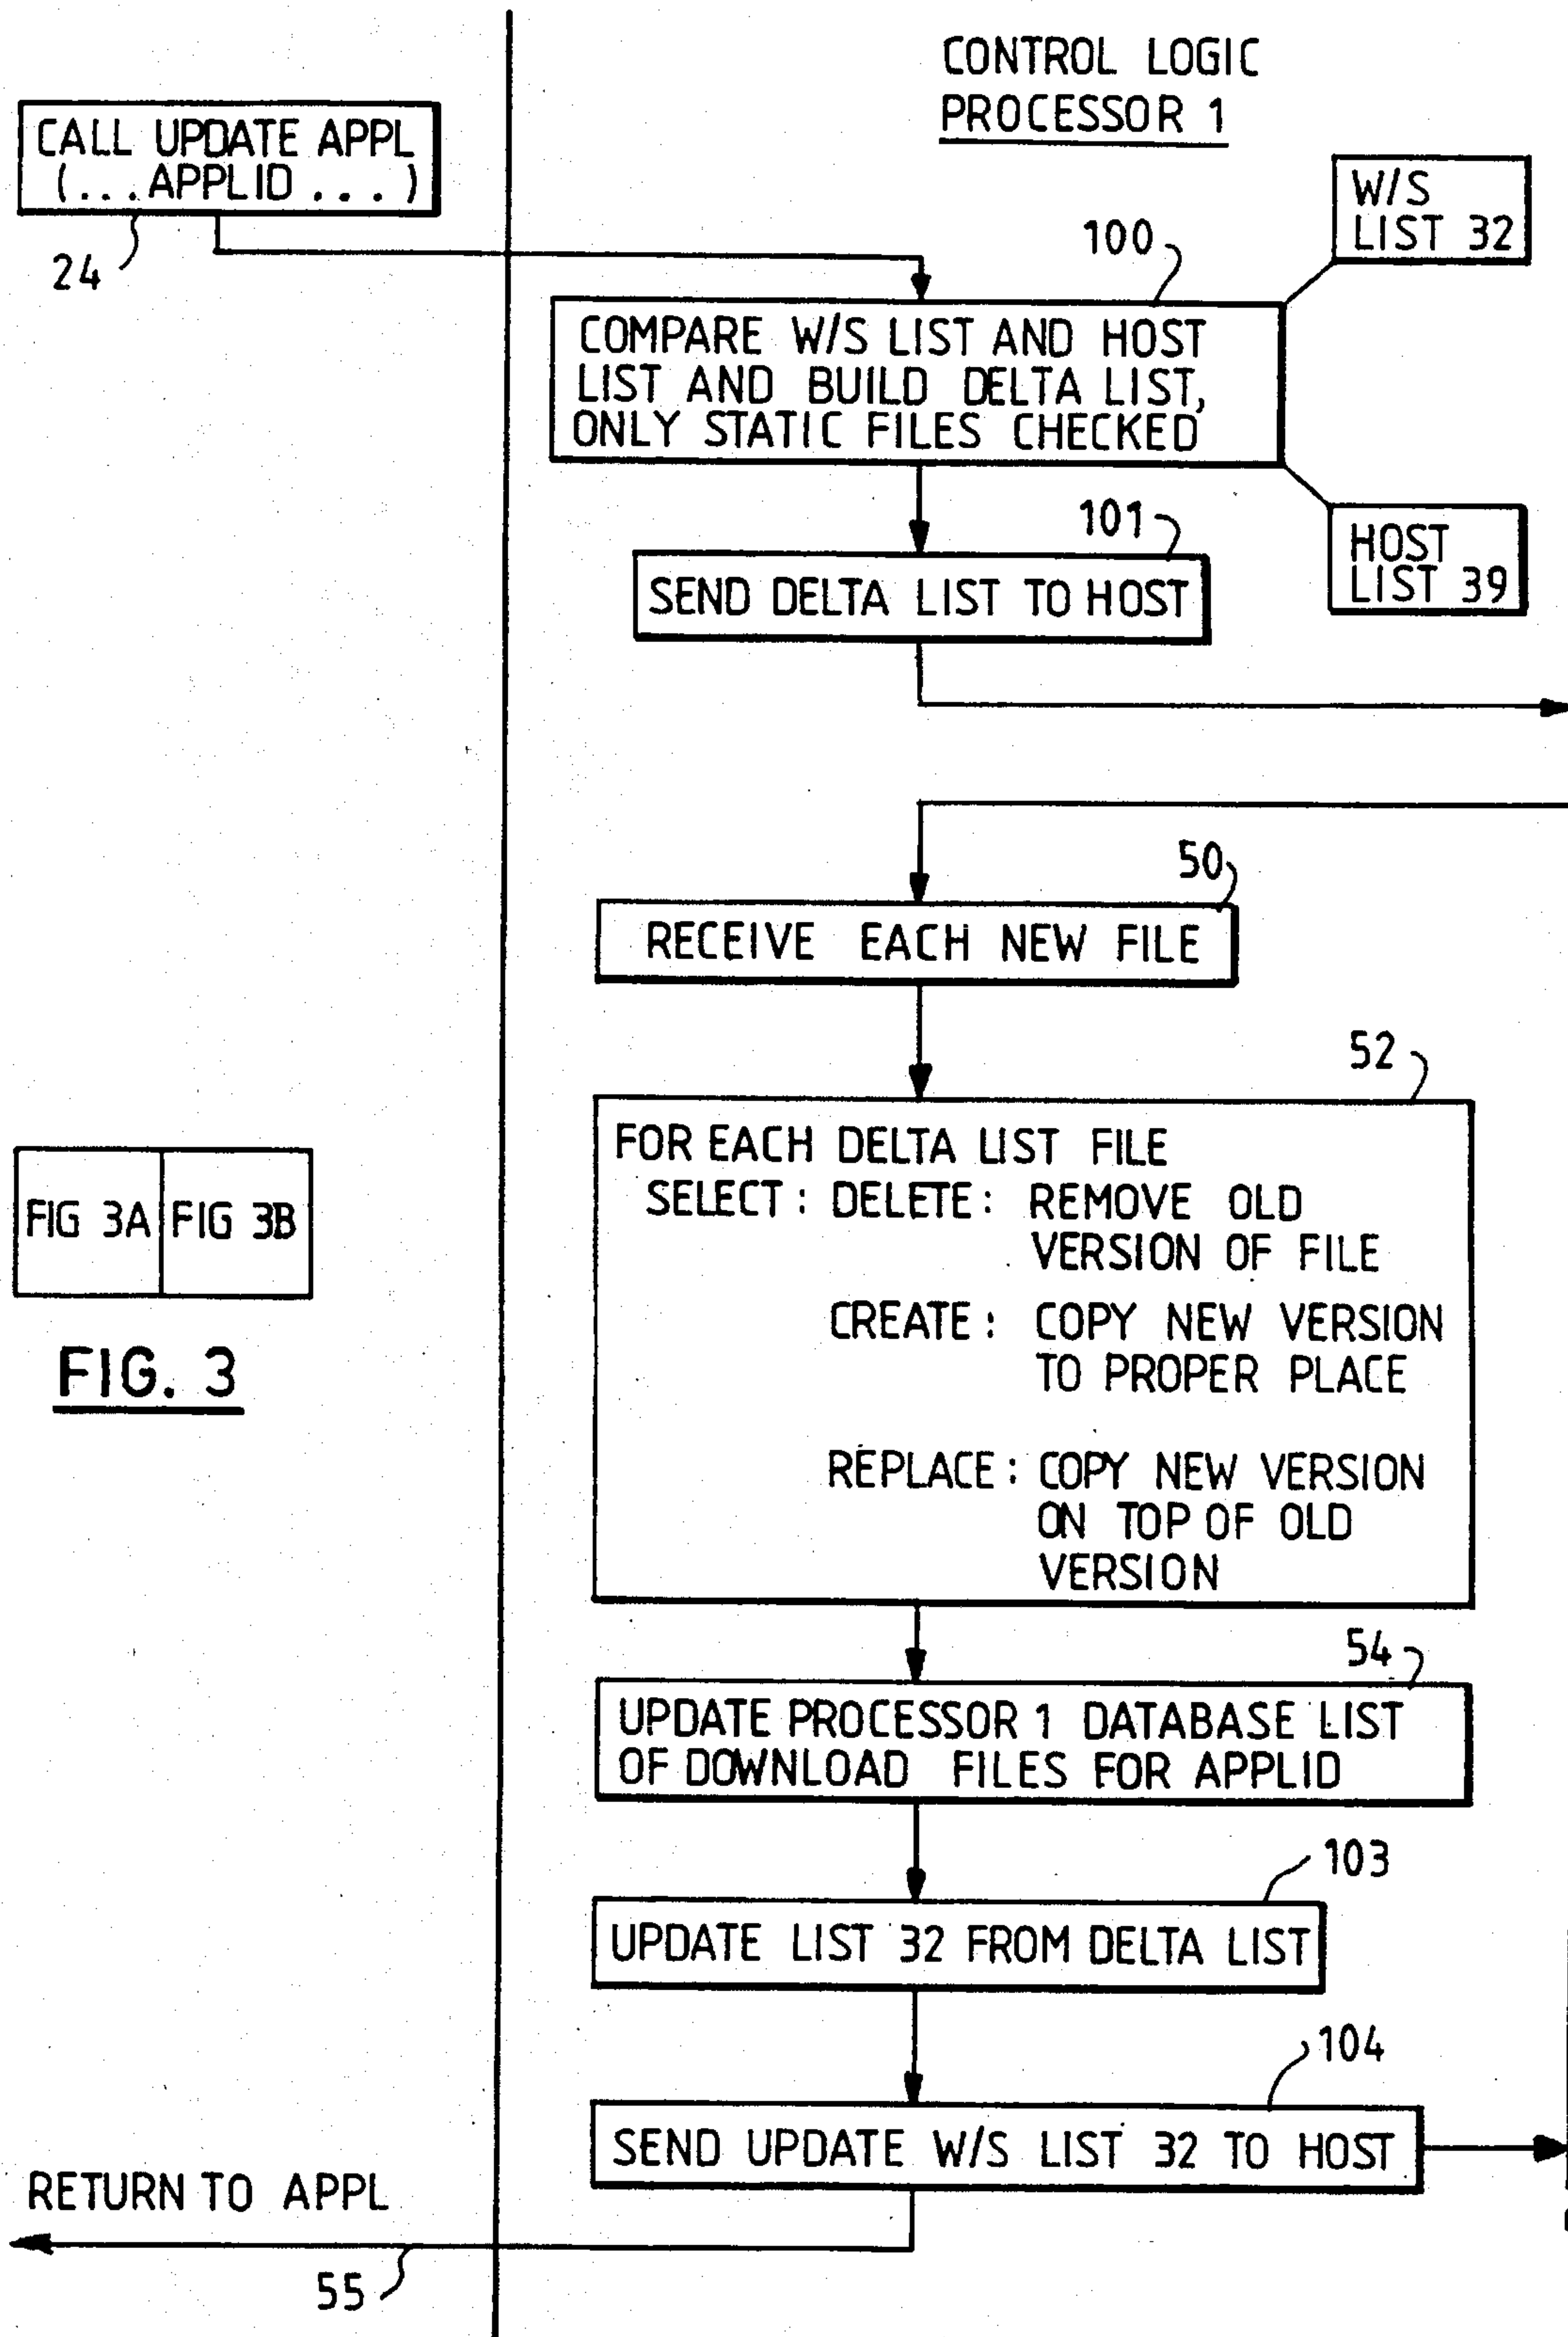 CONTROL LOGIC
PROCESSOR 1
CALL UPDATE APPL
(... APPLID ...)
24
W/S
LIST 32
100
COMPARE W/S LIST AND HOST
LIST AND BUILD DELTA LIST,
ONLY STATIC FILES CHECKED
101
HOST
LIST 39
SEND DELTA LIST TO HOST
50
RECEIVE EACH NEW FILE
52
FOR EACH DELTA LIST FILE
SELECT: DELETE: REMOVE OLD
VERSION OF FILE
CREATE: COPY NEW VERSION
TO PROPER PLACE
REPLACE: COPY NEW VERSION
ON TOP OF OLD
VERSION
FIG 3A FIG 3B
FIG. 3
54
UPDATE PROCESSOR 1 DATABASE LIST
OF DOWNLOAD FILES FOR APPLID
103
UPDATE LIST 32 FROM DELTA LIST
104
SEND UPDATE W/S LIST 32 TO HOST
RETURN TO APPL
55